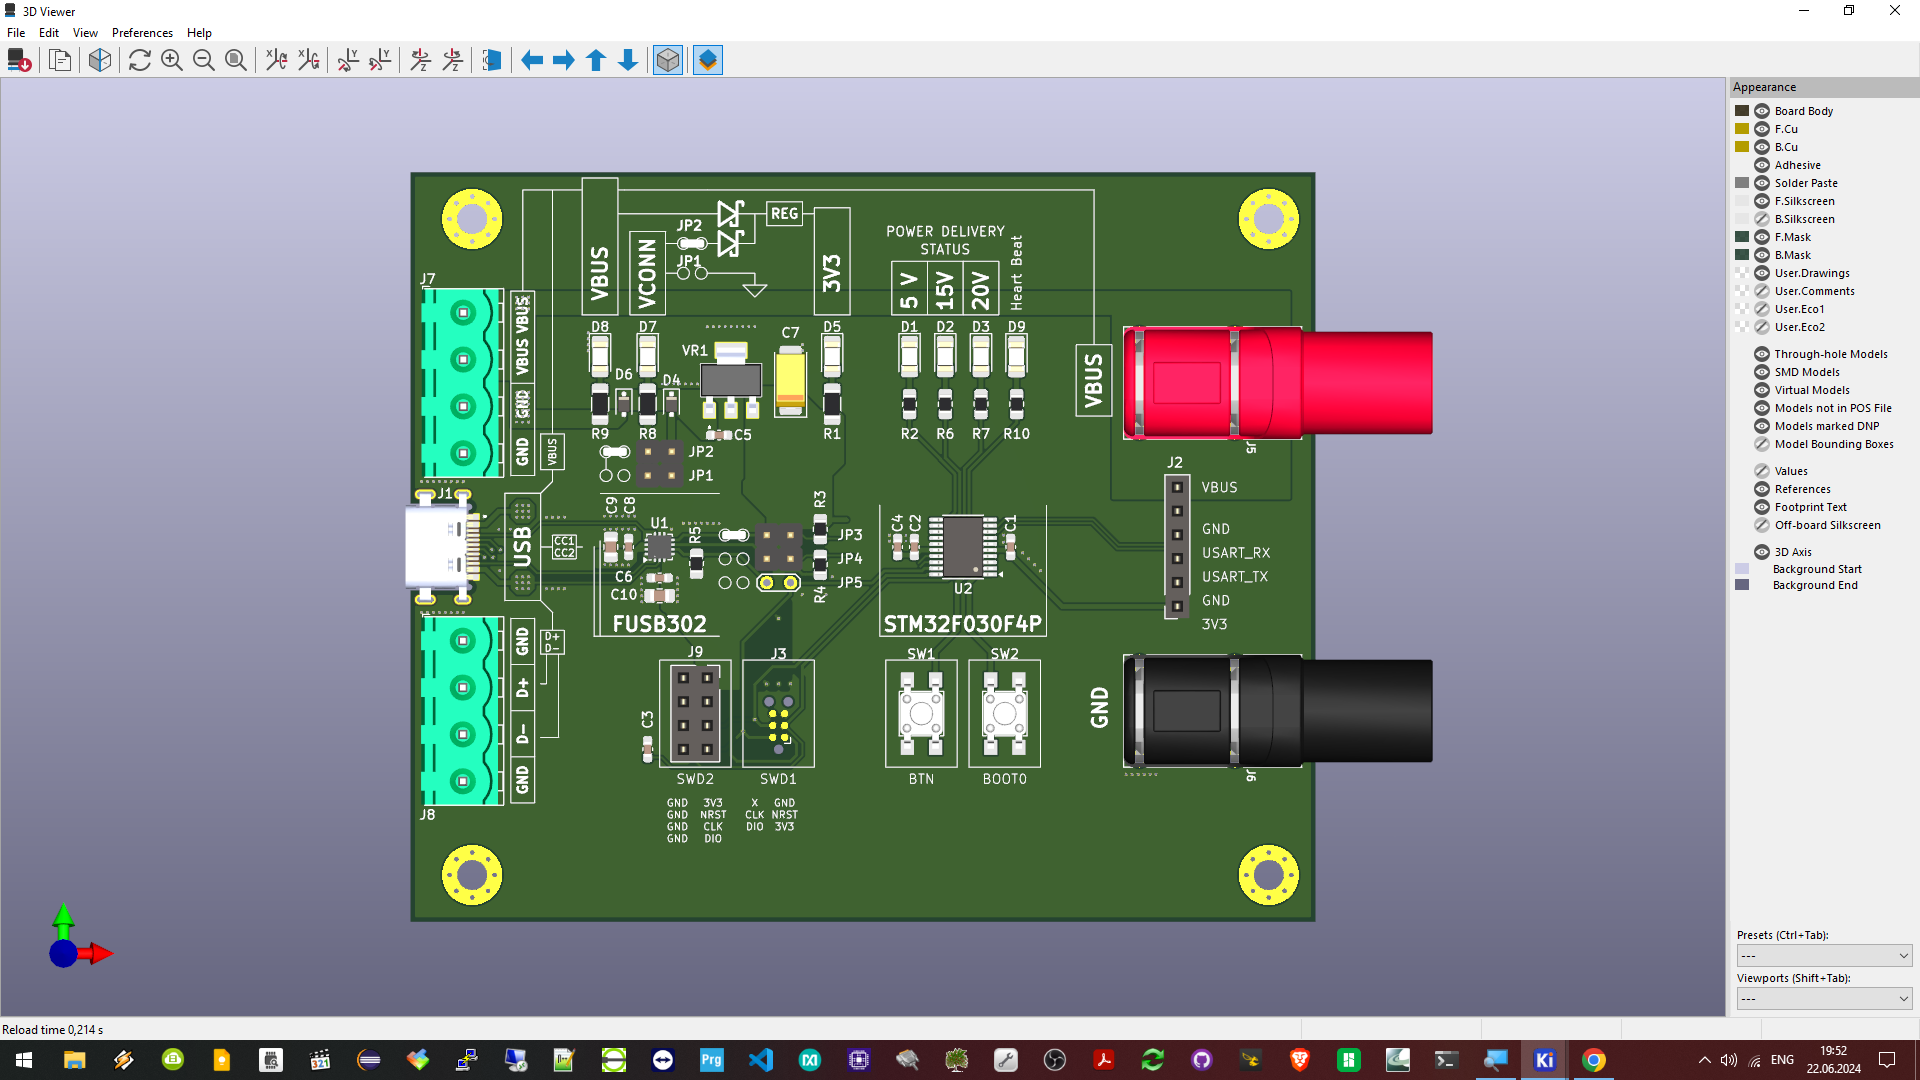 3D Viewer
File Edit View Preferences Help
Appearance
Board Body
F.Cu
B.Cu
Adhesive
Solder Paste
F.Silkscreen
B.Silkscreen
F.Mask
B.Mask
User.Drawings
User.Comments
User.Eco1
User.Eco2
Through-hole Models
SMD Models
Virtual Models
Models not in POS File
Models marked DNP
Model Bounding Boxes
Values
References
Footprint Text
Off-board Silkscreen
3D Axis
Background Start
Background End
Presets (Ctrl+Tab):
---
Viewports (Shift+Tab):
---
VBUS
VCONN
JP2
JP1
REG
3V3
POWER DELIVERY
STATUS
5 V
15V
20V
Heart Beat
J7
VBUS VBUS
GND GND
D8 D7 VR1 C7 D5 D1 D2 D3 D9
D6 D4
R9 R8 C5 R1 R2 R6 R7 R10
VBUS
VBUS
JP2
JP1
J5
J1
USB
CC1
CC2
C9 C8
U1
R5
R3
JP3
JP4
JP5
R4
C6
C10
FUSB302
C4 C2
C1
U2
STM32F030F4P
J2
VBUS
GND
USART_RX
USART_TX
GND
3V3
GND
D+
D-
GND
D+
D-
J8
J9
C3
SWD2
J3
SWD1
GND 3V3 X GND
GND NRST CLK NRST
GND CLK DIO 3V3
GND DIO
SW1
BTN
SW2
BOOT0
GND
J6
Reload time 0,214 s
321
Prg
Ki
ENG
19:52
22.06.2024